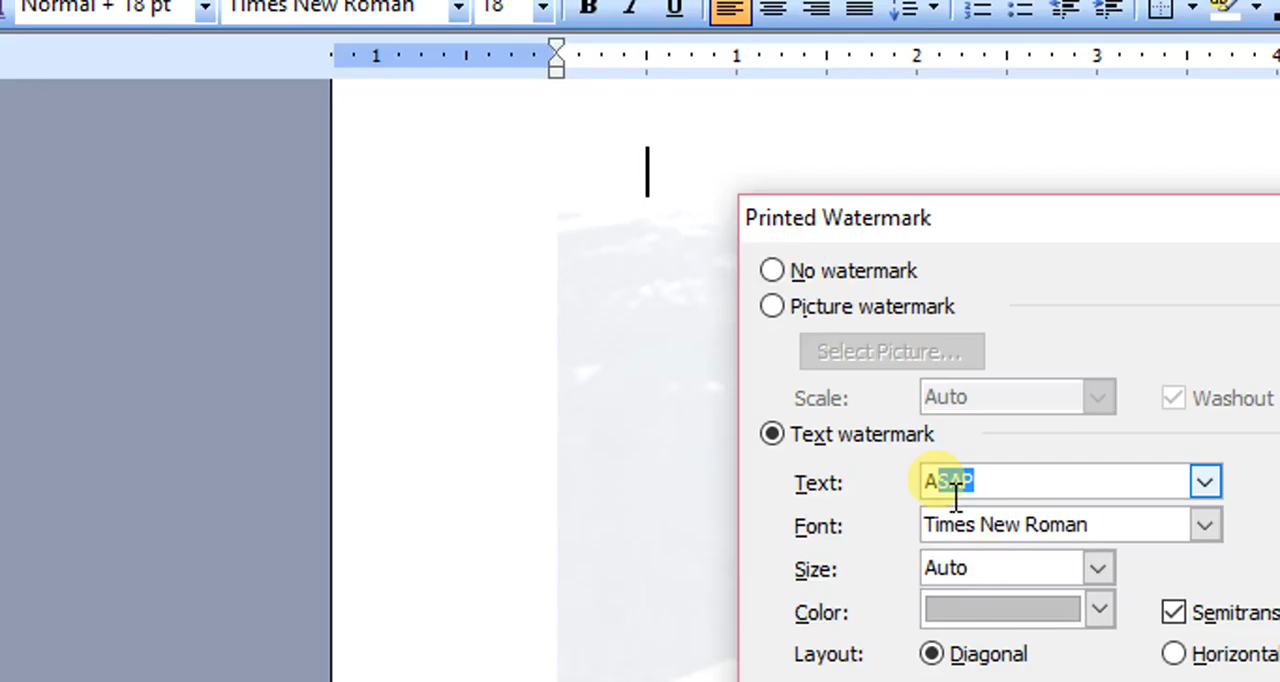 Normal + 18 pt Times New Roman 18 B I U
1 1 2 3 4
Printed Watermark
No watermark
Picture watermark
Select Picture...
Scale: Auto Washout
Text watermark
Text: ASAP
Font: Times New Roman
Size: Auto
Color: Semitrans
Layout: Diagonal Horizonta